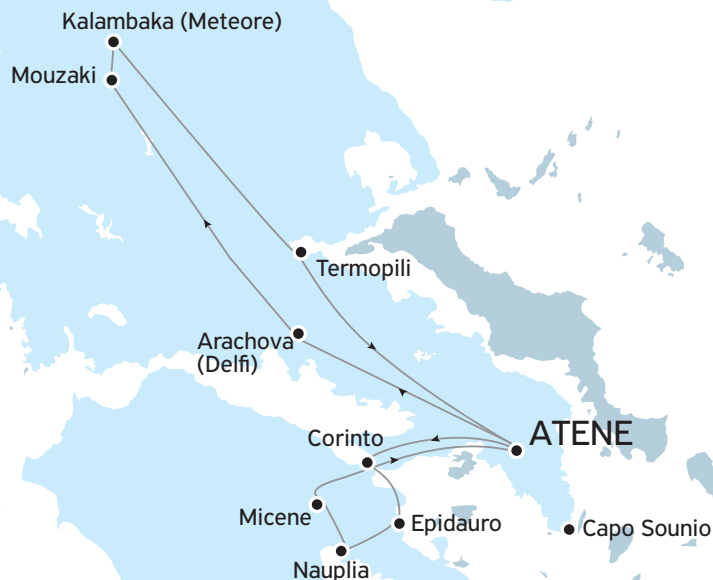 Kalambaka (Meteore)
Mouzaki
Termopili
Arachova
(Delfi)
ATENE
Corinto
Micene
Epidauro
Capo Sounio
Nauplia